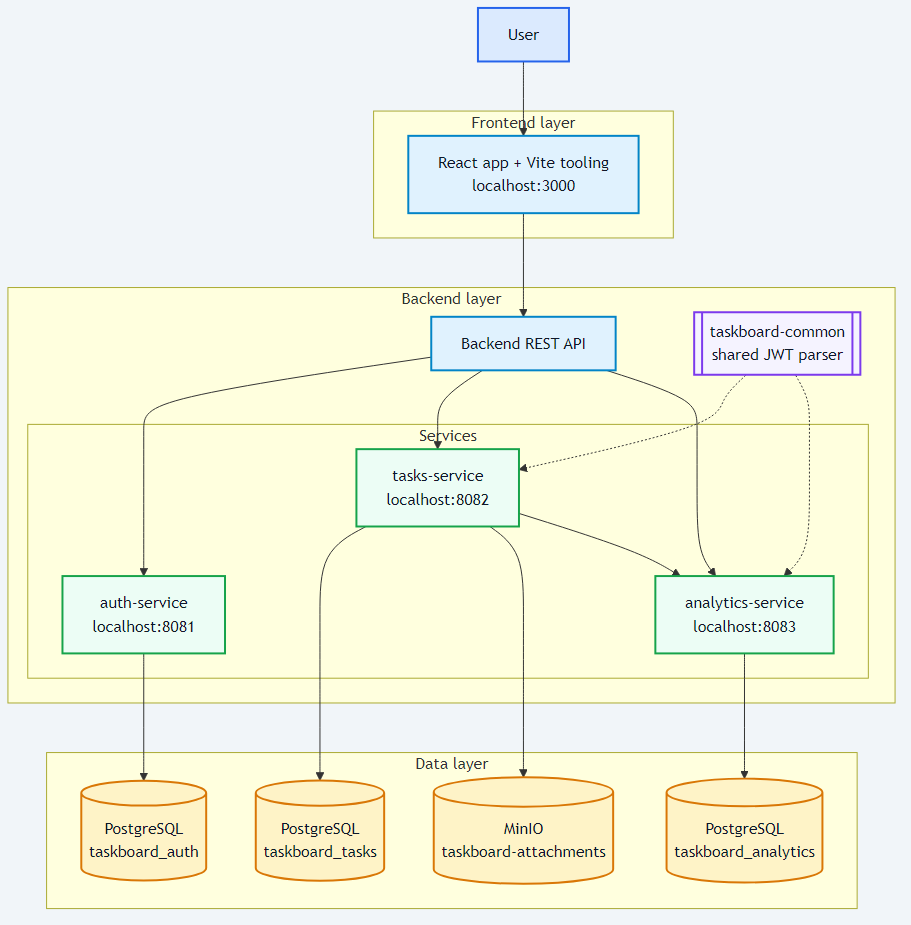 User
Frontend layer
React app + Vite tooling
localhost:3000
Backend layer
Backend REST API
taskboard-common
shared JWT parser
Services
tasks-service
localhost:8082
auth-service
localhost:8081
analytics-service
localhost:8083
Data layer
PostgreSQL
taskboard_auth
PostgreSQL
taskboard_tasks
MinIO
taskboard-attachments
PostgreSQL
taskboard_analytics